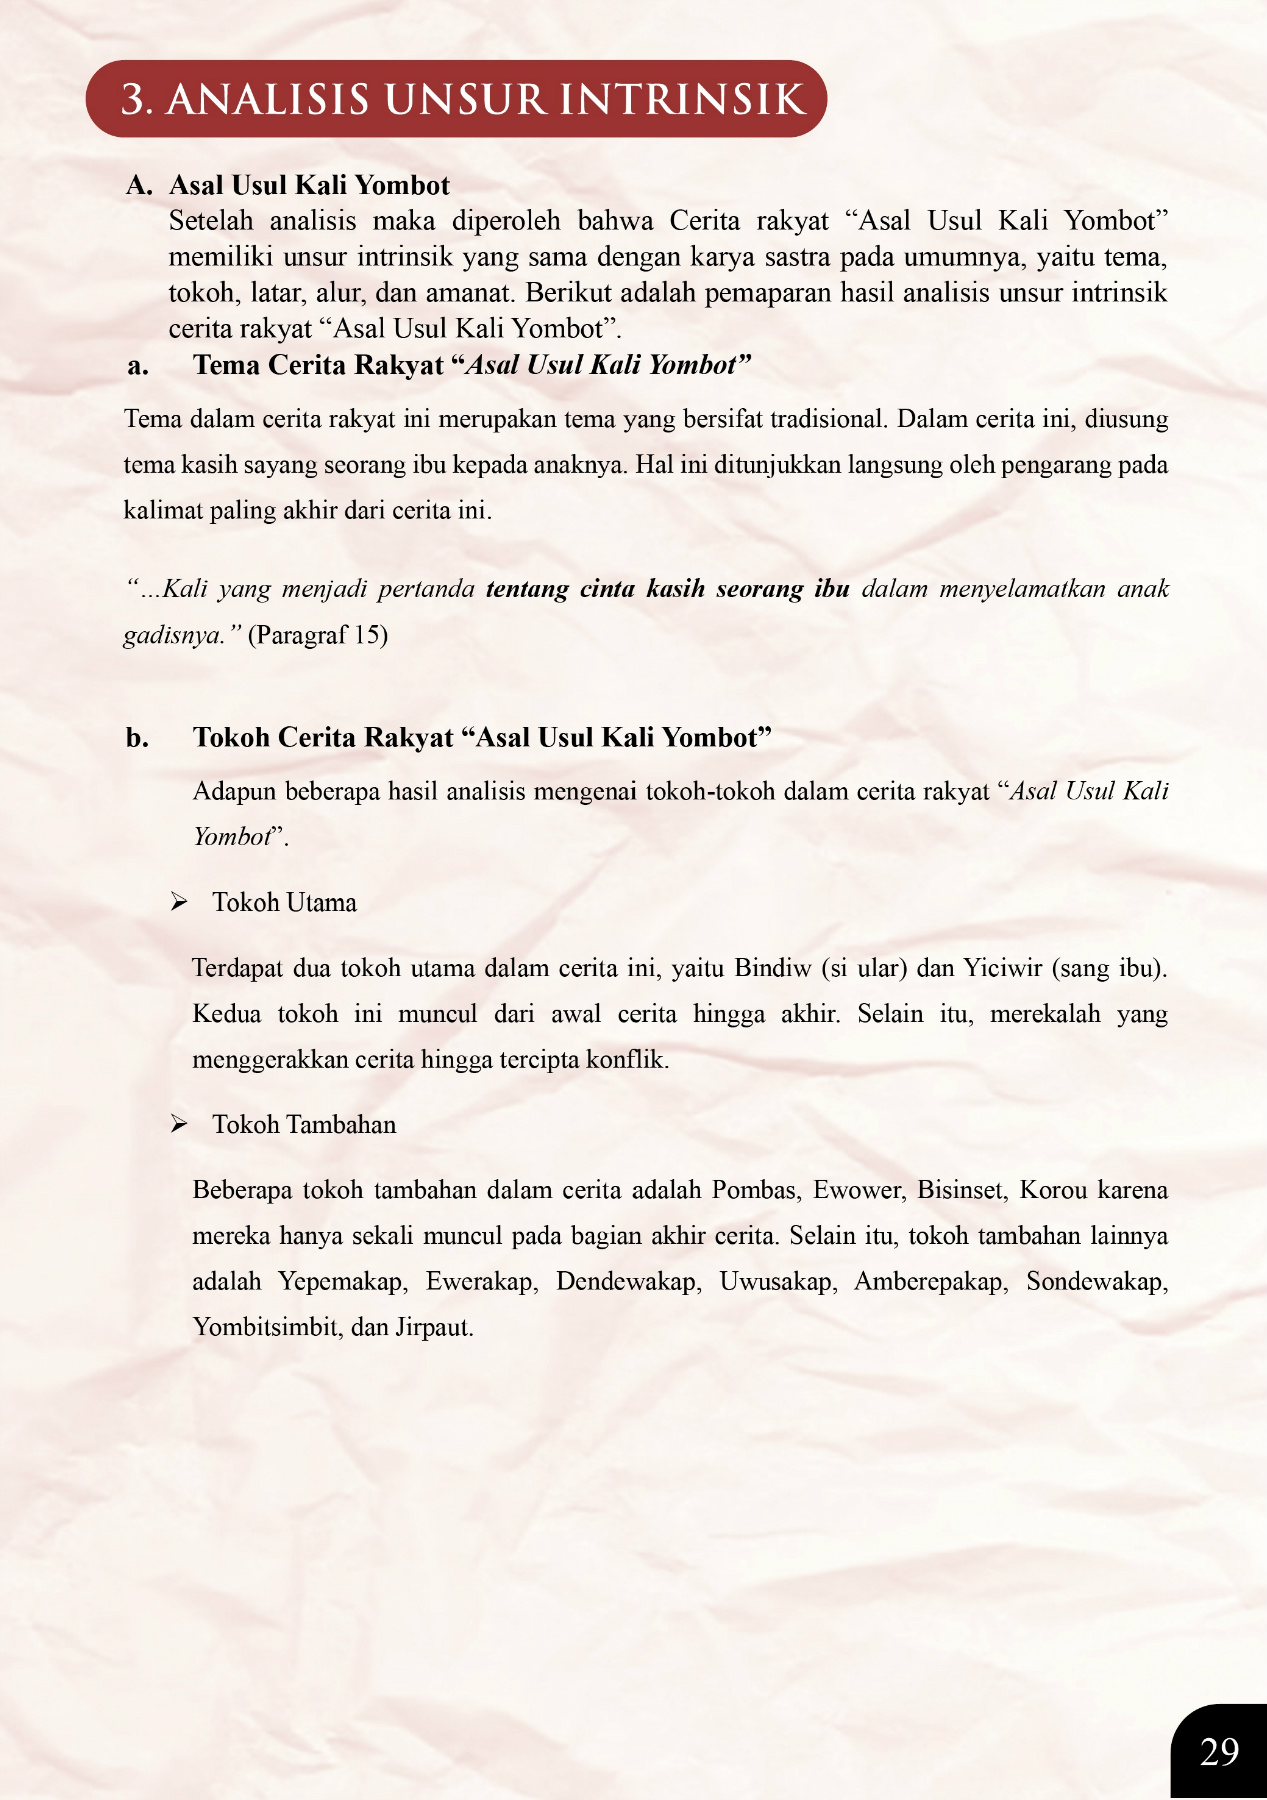 3. ANALISIS UNSUR INTRINSIK
A. Asal Usul Kali Yombot
Setelah analisis maka diperoleh bahwa Cerita rakyat “Asal Usul Kali Yombot”
memiliki unsur intrinsik yang sama dengan karya sastra pada umumnya, yaitu tema,
tokoh, latar, alur, dan amanat. Berikut adalah pemaparan hasil analisis unsur intrinsik
cerita rakyat “Asal Usul Kali Yombot”.
a. Tema Cerita Rakyat “Asal Usul Kali Yombot”
Tema dalam cerita rakyat ini merupakan tema yang bersifat tradisional. Dalam cerita ini, diusung
tema kasih sayang seorang ibu kepada anaknya. Hal ini ditunjukkan langsung oleh pengarang pada
kalimat paling akhir dari cerita ini.
“…Kali yang menjadi pertanda tentang cinta kasih seorang ibu dalam menyelamatkan anak
gadisnya.” (Paragraf 15)
b. Tokoh Cerita Rakyat “Asal Usul Kali Yombot”
Adapun beberapa hasil analisis mengenai tokoh-tokoh dalam cerita rakyat “Asal Usul Kali
Yombot”.
➢ Tokoh Utama
Terdapat dua tokoh utama dalam cerita ini, yaitu Bindiw (si ular) dan Yiciwir (sang ibu).
Kedua tokoh ini muncul dari awal cerita hingga akhir. Selain itu, merekalah yang
menggerakkan cerita hingga tercipta konflik.
➢ Tokoh Tambahan
Beberapa tokoh tambahan dalam cerita adalah Pombas, Ewower, Bisinset, Korou karena
mereka hanya sekali muncul pada bagian akhir cerita. Selain itu, tokoh tambahan lainnya
adalah Yepemakap, Ewerakap, Dendewakap, Uwusakap, Amberepakap, Sondewakap,
Yombitsimbit, dan Jirpaut.
29